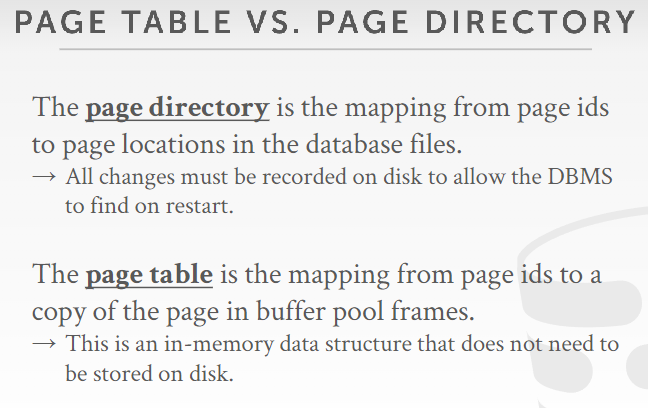 PAGE TABLE VS. PAGE DIRECTORY
The page directory is the mapping from page ids
to page locations in the database files.
→ All changes must be recorded on disk to allow the DBMS
to find on restart.
The page table is the mapping from page ids to a
copy of the page in buffer pool frames.
→ This is an in-memory data structure that does not need to
be stored on disk.